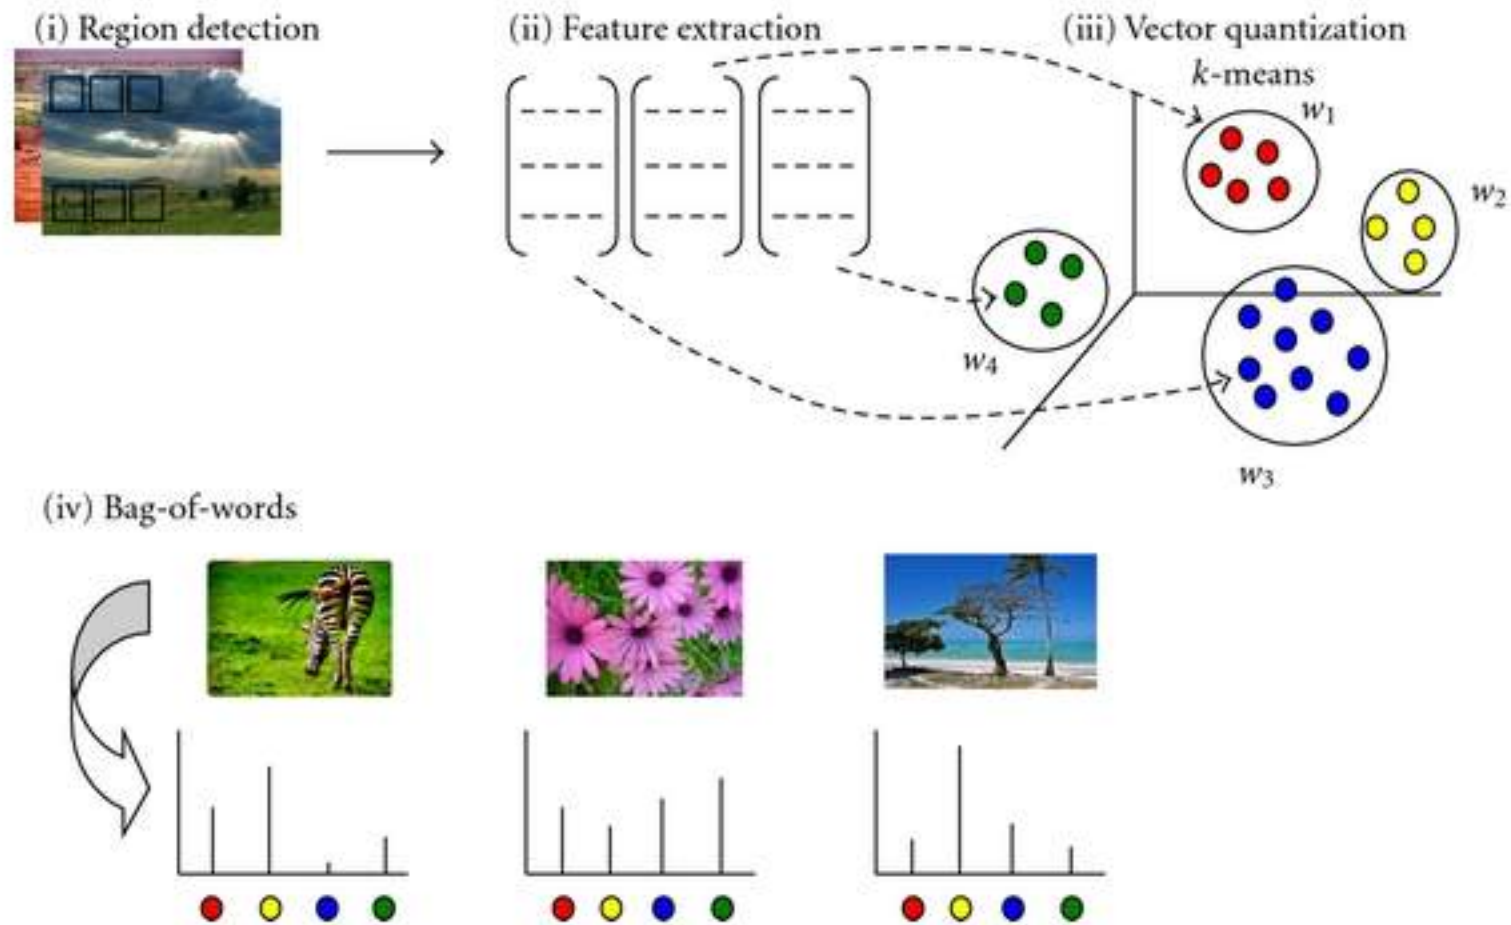 (i) Region detection
(ii) Feature extraction
(iii) Vector quantization
k-means
w1
w2
w4
w3
(iv) Bag-of-words